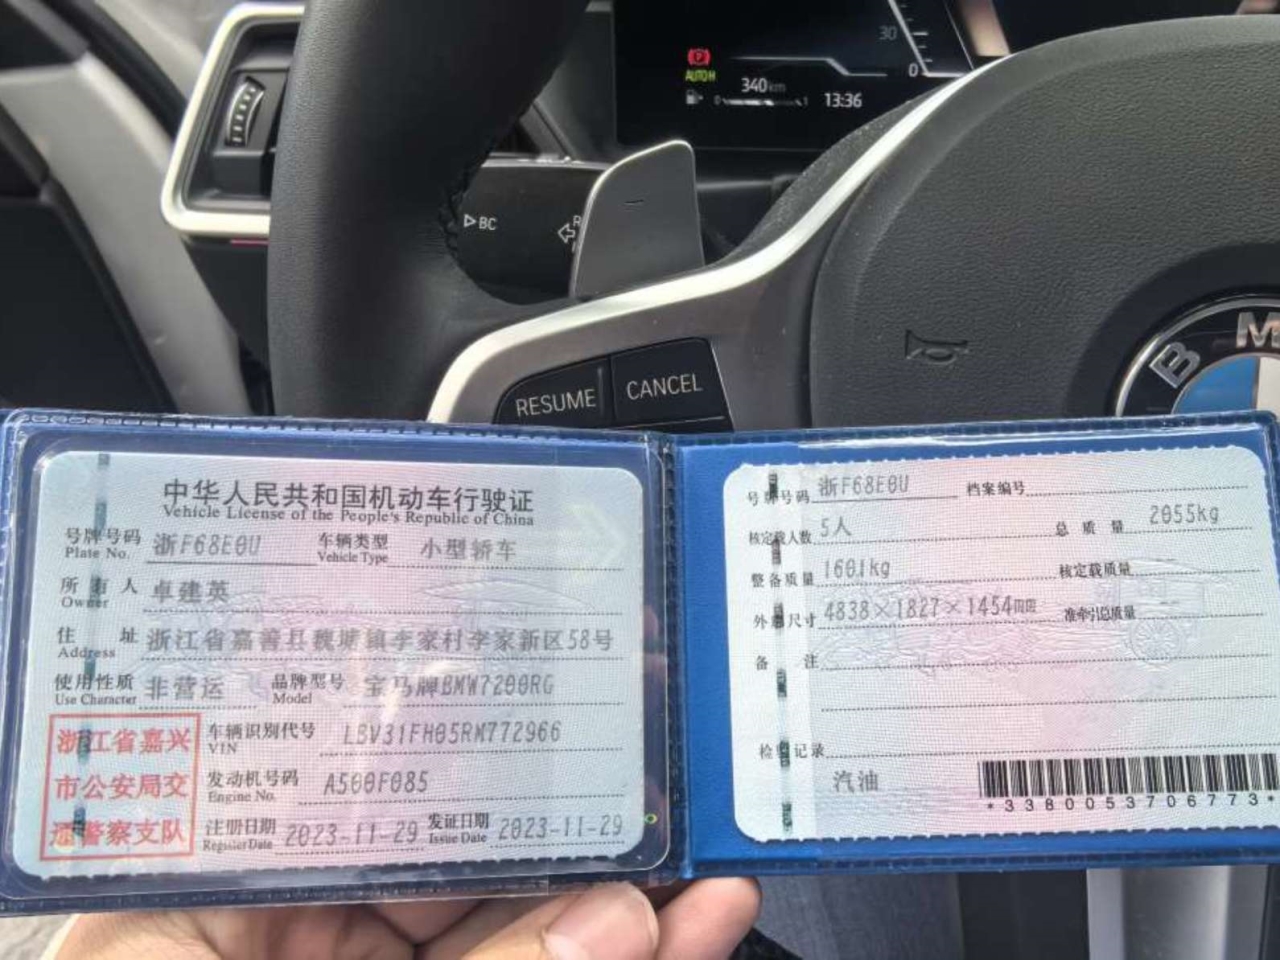 30
0
AUTO H
340 km
0 1
13:36
BC
R
RESUME
CANCEL
B M
中华人民共和国机动车行驶证
Vehicle License of the People's Republic of China
号牌号码 浙F68E0U 车辆类型 小型轿车
Plate No. Vehicle Type
所有人 卓建英
Owner
住址 浙江省嘉善县魏塘镇李家村李家新区58号
Address
使用性质 非营运 品牌型号 宝马牌BMW7200RG
Use Character Model
浙江省嘉兴
市公安局交
通警察支队
车辆识别代号 LBV31FH05RM772966
VIN
发动机号码 A500F085
Engine No.
注册日期 2023-11-29 发证日期 2023-11-29
Register Date Issue Date
号牌号码 浙F68E0U 档案编号
核定载人数 5人 总质量 2055kg
整备质量 1601kg 核定载质量
外廓尺寸 4838×1827×1454mm 准牵引总质量
备注
检验记录
汽油
*3380053706773*